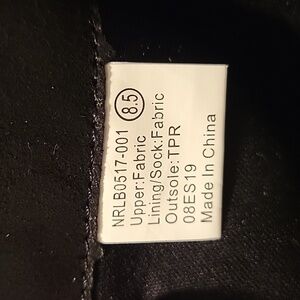 NRLB0517-001 8.5
Upper:Fabric
Lining/Sock:Fabric
Outsole:TPR
08ES19
Made In China